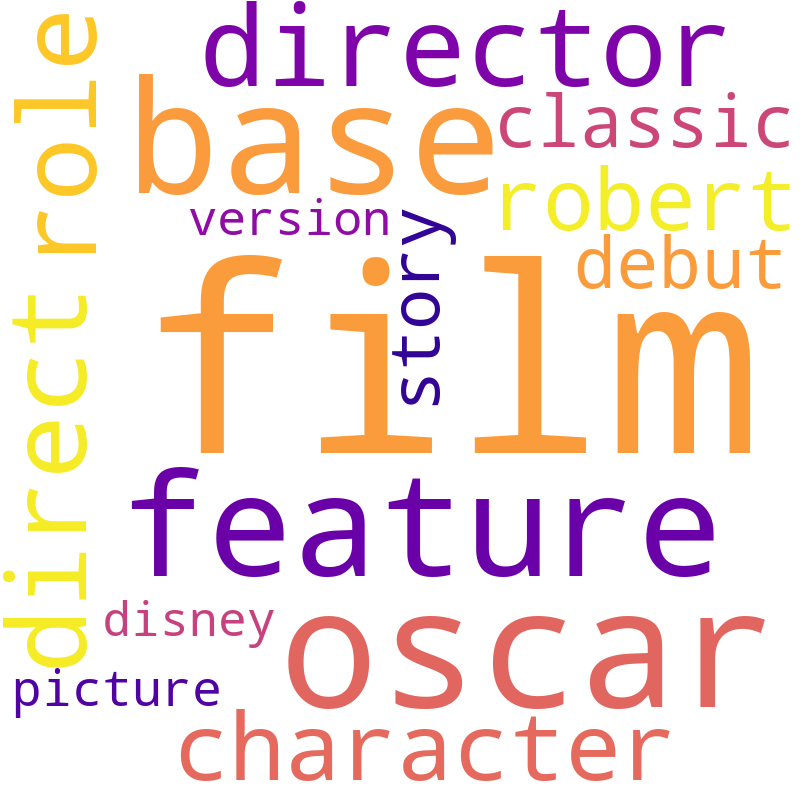 director
role
base
classic
robert
version
story
debut
film
direct
feature
disney
oscar
picture
character